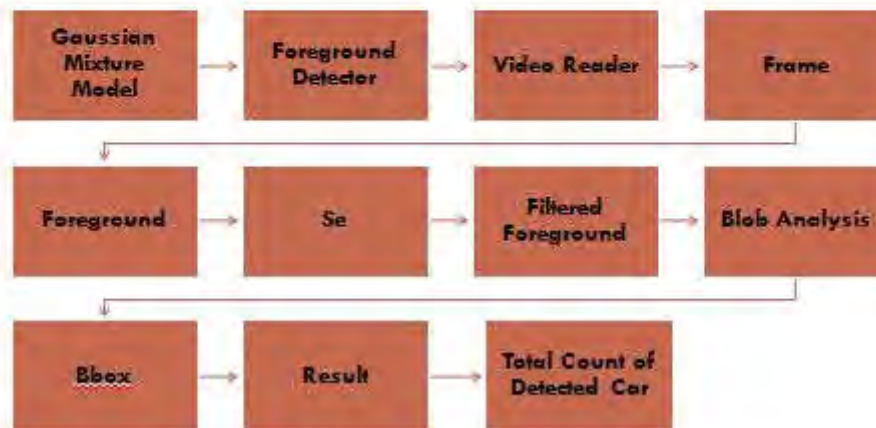 Gaussian
Mixture
Model
Foreground
Detector
Video Reader
Frame
Foreground
Se
Filtered
Foreground
Blob Analysis
Bbox
Result
Total Count of
Detected Car